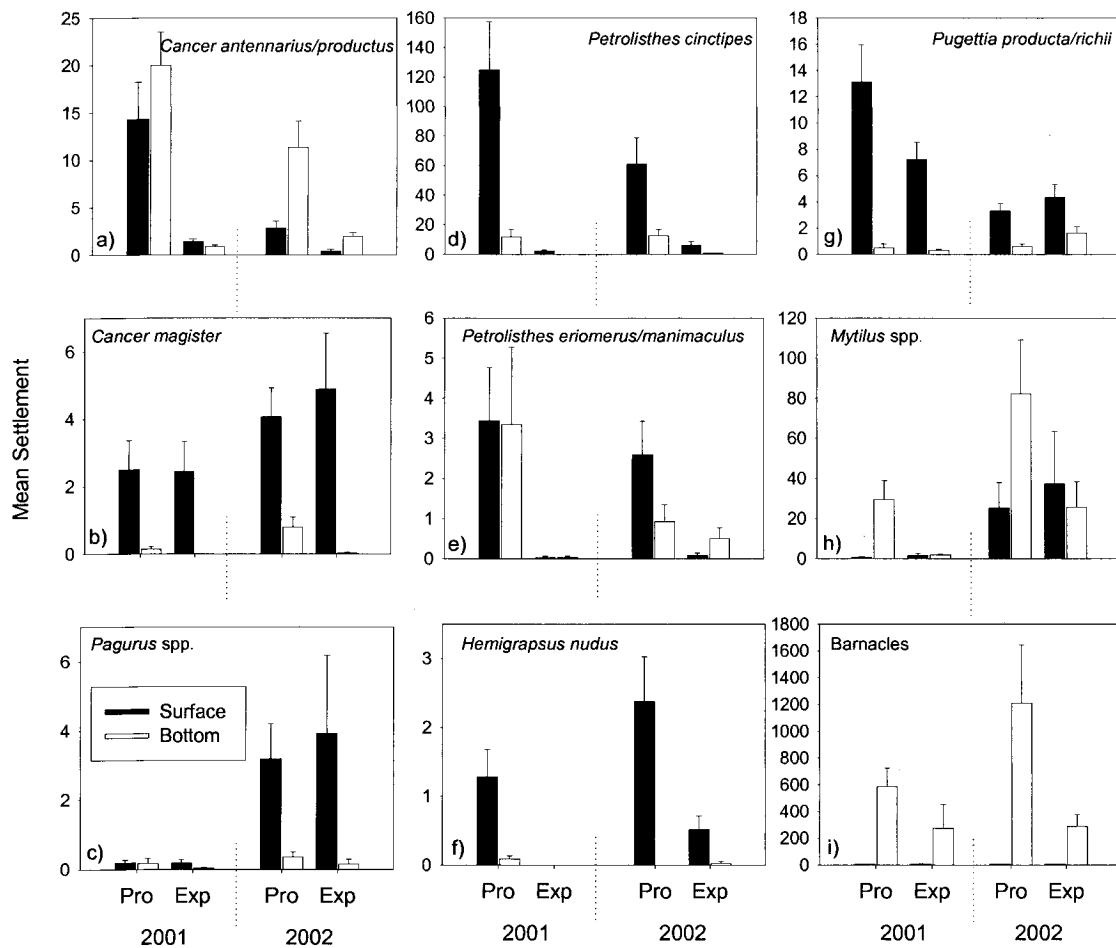 Mean Settlement
Cancer antennarius/productus
25
20
15
10
5
0
a)
Petrolisthes cinctipes
160
140
120
100
80
60
40
20
0
d)
Pugettia producta/richii
18
16
14
12
10
8
6
4
2
0
g)
Cancer magister
6
4
2
0
b)
Petrolisthes eriomerus/manimaculus
6
5
4
3
2
1
0
e)
Mytilus spp.
120
100
80
60
40
20
0
h)
Pagurus spp.
6
4
2
0
Surface
Bottom
c)
Hemigrapsus nudus
3
2
1
0
f)
Barnacles
1800
1600
1400
1200
1000
800
600
400
200
0
i)
Pro Exp Pro Exp
2001 2002
Pro Exp Pro Exp
2001 2002
Pro Exp Pro Exp
2001 2002